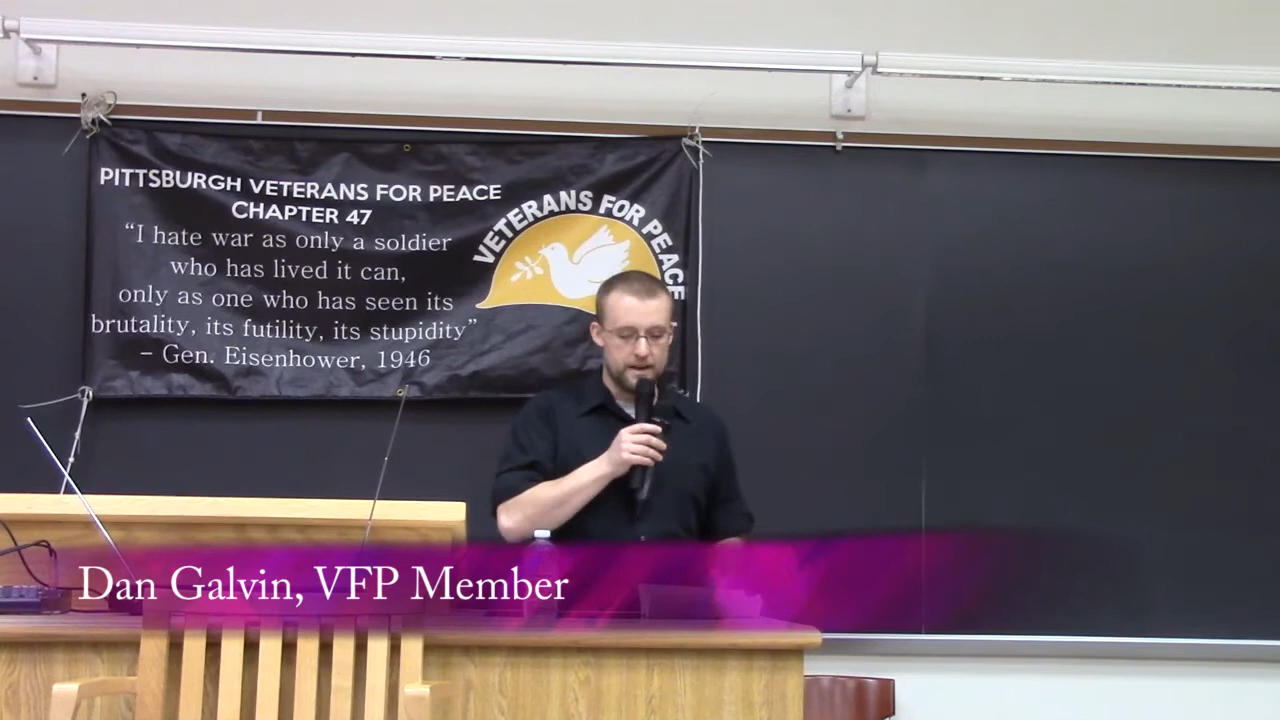 PITTSBURGH VETERANS FOR PEACE
CHAPTER 47
“I hate war as only a soldier
who has lived it can,
only as one who has seen its
brutality, its futility, its stupidity”
– Gen. Eisenhower, 1946
VETERANS FOR PEACE
Dan Galvin, VFP Member